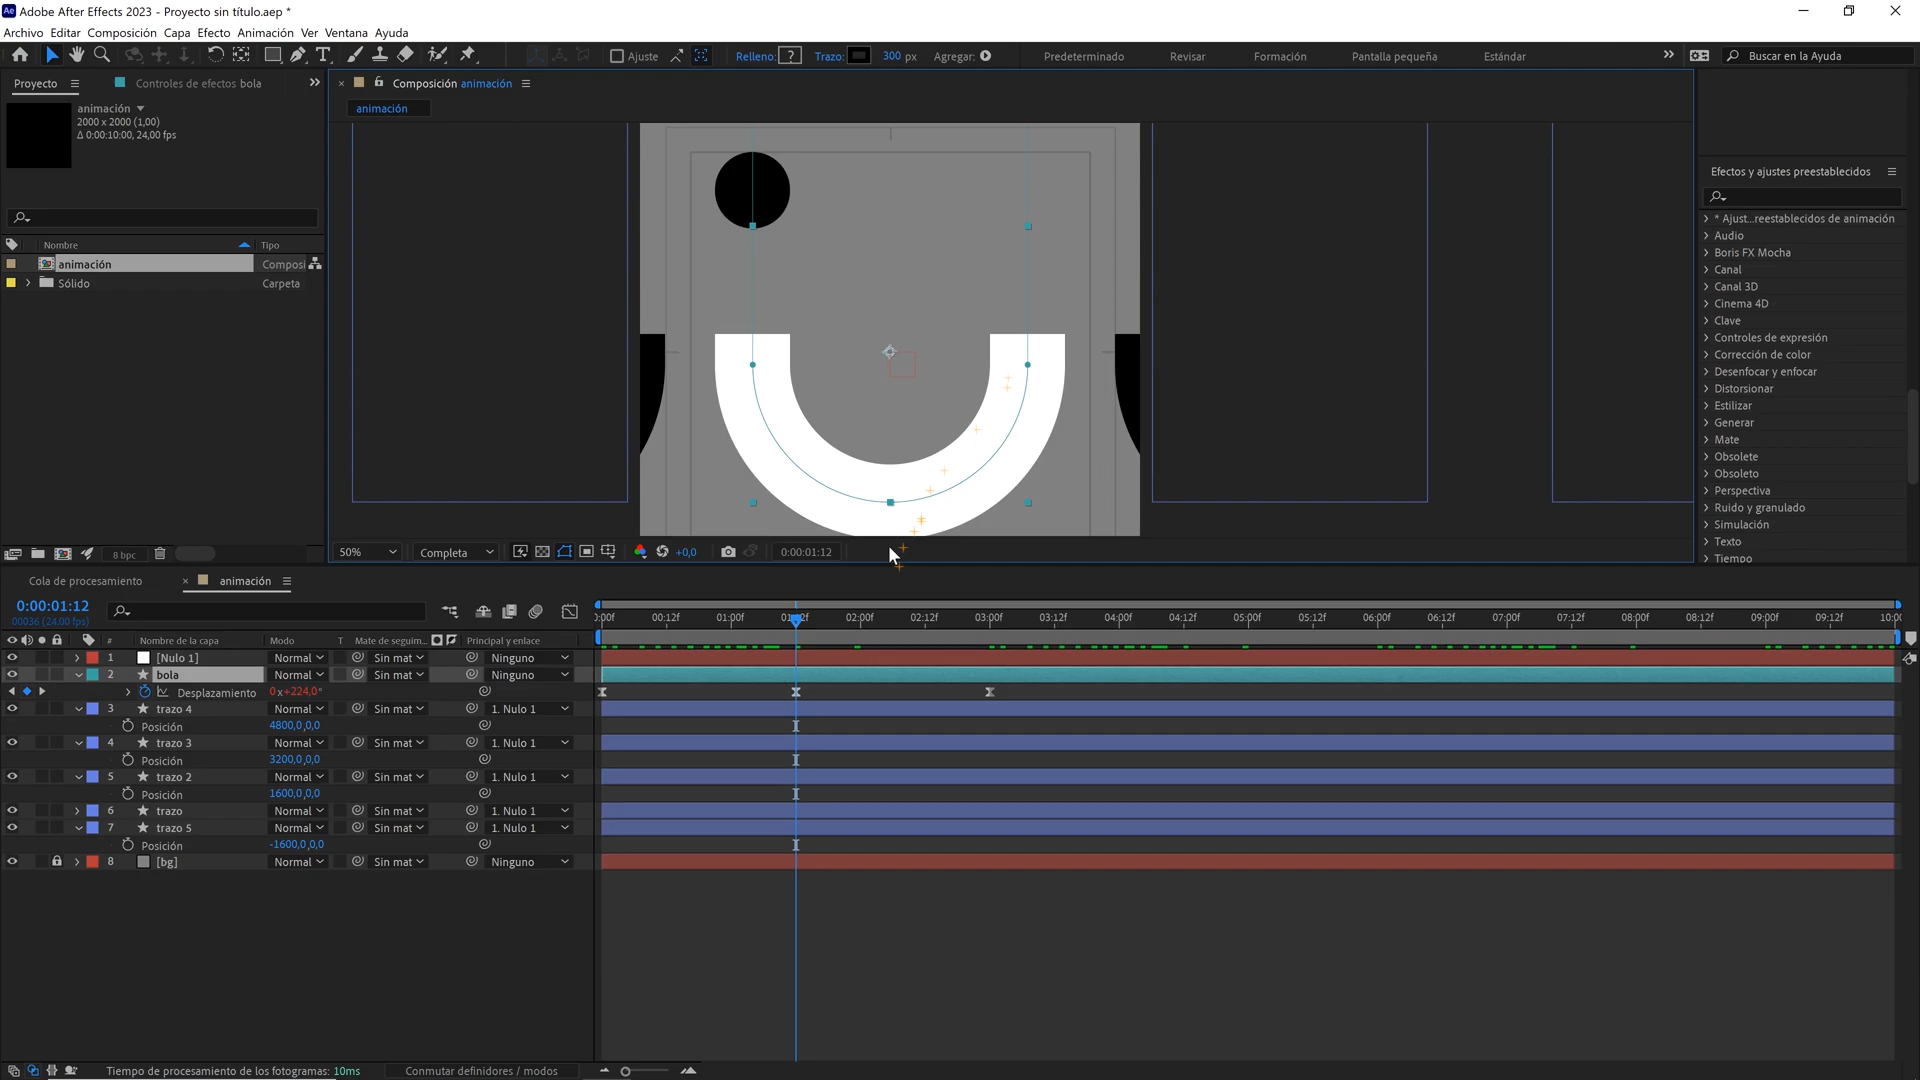 Adobe After Effects 2023 - Proyecto sin título.aep *
Archivo Editar Composición Capa Efecto Animación Ver Ventana Ayuda
Ajuste Relleno: ? Trazo: 300 px Agregar: Predeterminado Revisar Formación Pantalla pequeña Estándar Buscar en la Ayuda
Proyecto Controles de efectos bola Composición animación
animación
animación
2000 x 2000 (1,00)
Δ 0:00:10:00, 24,00 fps
Nombre Tipo
animación Composi
Sólido Carpeta
Efectos y ajustes preestablecidos
* Ajust...reestablecidos de animación
Audio
Boris FX Mocha
Canal
Canal 3D
Cinema 4D
Clave
Controles de expresión
Corrección de color
Desenfocar y enfocar
Distorsionar
Estilizar
Generar
Mate
Obsolete
Obsoleto
Perspectiva
Ruido y granulado
Simulación
Texto
Tiempo
8 bpc 50% Completa +0,0 0:00:01:12
Cola de procesamiento animación
0:00:01:12
00036 (24.00 fps)
00:12f 01:00f 02:00f 02:12f 03:00f 03:12f 04:00f 04:12f 05:00f 05:12f 06:00f 06:12f 07:00f 07:12f 08:00f 08:12f 09:00f 09:12f
# Nombre de la capa Modo T Mate de seguim... Principal y enlace
1 [Nulo 1] Normal Sin mat Ninguno
2 bola Normal Sin mat Ninguno
Desplazamiento 0x+224,0°
3 trazo 4 Normal Sin mat 1. Nulo 1
Posición 4800,0,0,0
4 trazo 3 Normal Sin mat 1. Nulo 1
Posición 3200,0,0,0
5 trazo 2 Normal Sin mat 1. Nulo 1
Posición 1600,0,0,0
6 trazo Normal Sin mat 1. Nulo 1
7 trazo 5 Normal Sin mat 1. Nulo 1
Posición -1600,0,0,0
8 [bg] Normal Sin mat Ninguno
Tiempo de procesamiento de los fotogramas: 10ms Conmutar definidores / modos